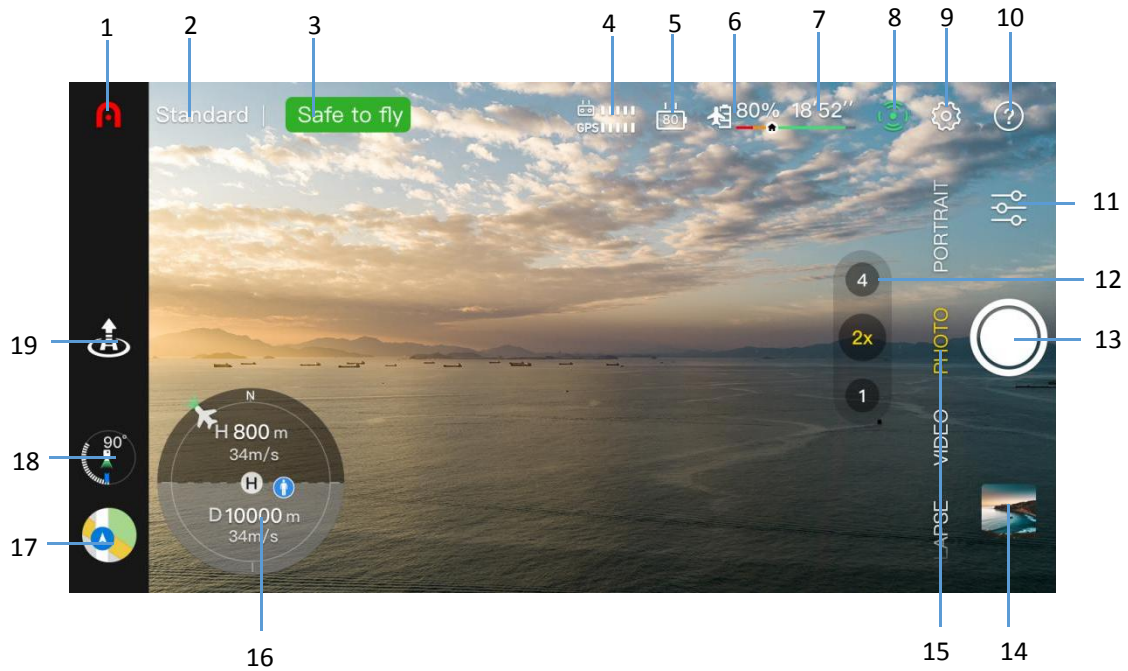 1
2
3
4
5
6
7
8
9
10
Standard | Safe to fly
GPS
80
80% 18'52''
?
PORTRAIT
11
4
12
2x
PHOTO
13
1
VIDEO
LAPSE
14
15
19
18
90°
17
N
H 800 m
34m/s
H
D 10000 m
34m/s
16